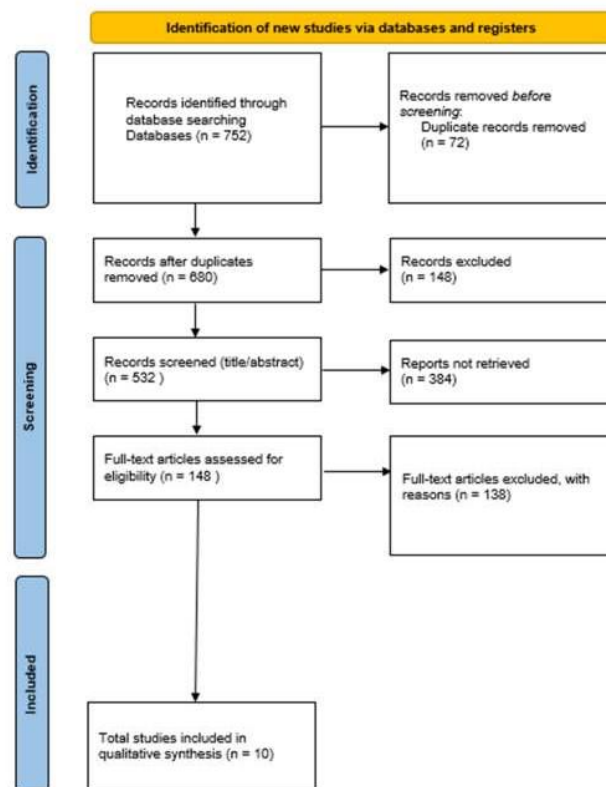 Identification of new studies via databases and registers
Identification
Records identified through
database searching
Databases (n = 752)
Records removed before
screening:
Duplicate records removed
(n = 72)
Screening
Records after duplicates
removed (n = 680)
Records excluded
(n = 148)
Records screened (title/abstract)
(n = 532 )
Reports not retrieved
(n = 384)
Full-text articles assessed for
eligibility (n = 148 )
Full-text articles excluded, with
reasons (n = 138)
Included
Total studies included in
qualitative synthesis (n = 10)